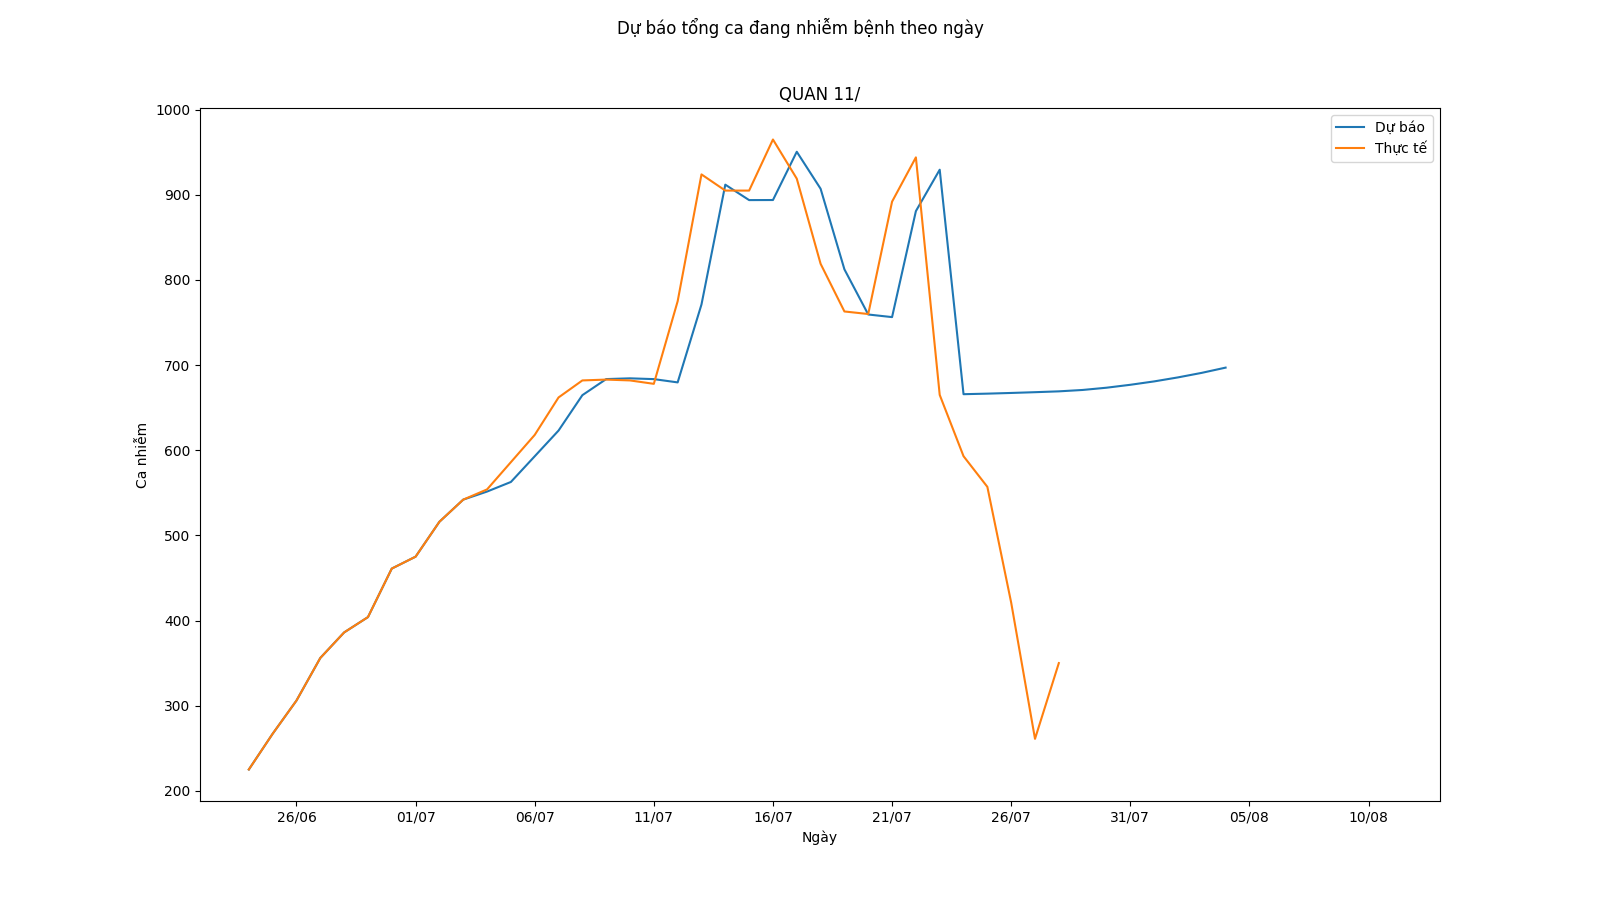 Dự báo tổng ca đang nhiễm bệnh theo ngày
QUAN 11/
Dự báo
Thực tế
1000
900
800
700
600
500
400
300
200
Ca nhiễm
26/06 01/07 06/07 11/07 16/07 21/07 26/07 31/07 05/08 10/08
Ngày